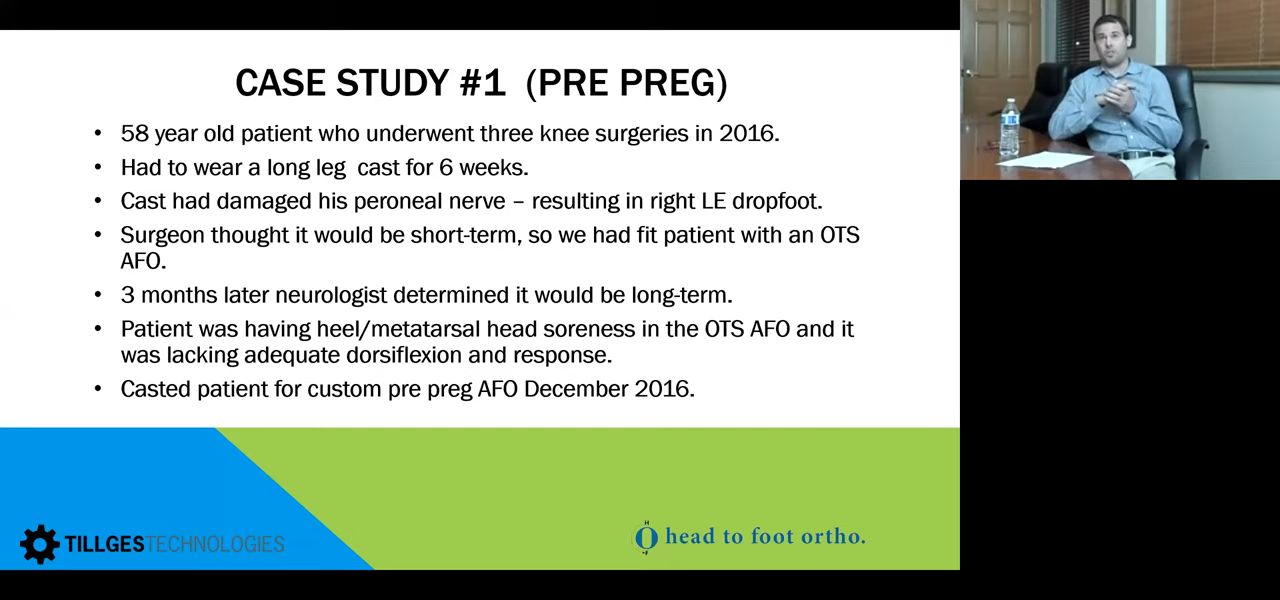 CASE STUDY #1 (PRE PREG)
• 58 year old patient who underwent three knee surgeries in 2016.
• Had to wear a long leg cast for 6 weeks.
• Cast had damaged his peroneal nerve – resulting in right LE dropfoot.
• Surgeon thought it would be short-term, so we had fit patient with an OTS
AFO.
• 3 months later neurologist determined it would be long-term.
• Patient was having heel/metatarsal head soreness in the OTS AFO and it
was lacking adequate dorsiflexion and response.
• Casted patient for custom pre preg AFO December 2016.
TILLGESTECHNOLOGIES
head to foot ortho.